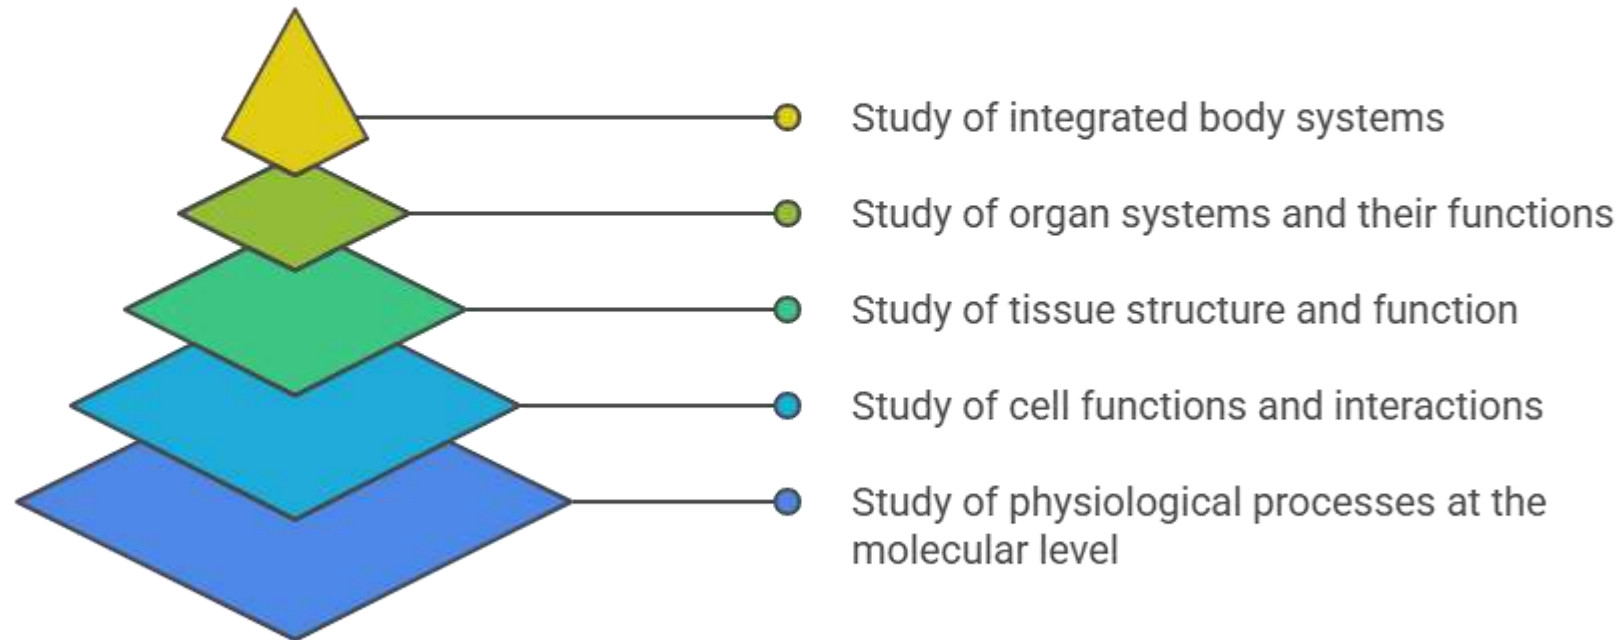 Study of integrated body systems
Study of organ systems and their functions
Study of tissue structure and function
Study of cell functions and interactions
Study of physiological processes at the
molecular level